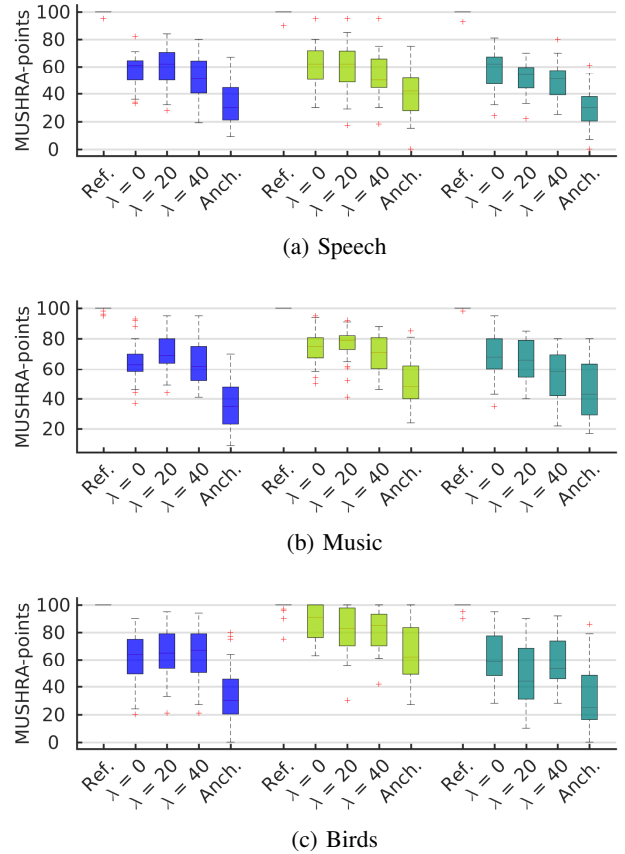 MUSHRA-points
100
80
60
40
20
0
Ref. λ = 0 λ = 20 λ = 40 Anch. Ref. λ = 0 λ = 20 λ = 40 Anch. Ref. λ = 0 λ = 20 λ = 40 Anch.
(a) Speech
MUSHRA-points
100
80
60
40
20
Ref. λ = 0 λ = 20 λ = 40 Anch. Ref. λ = 0 λ = 20 λ = 40 Anch. Ref. λ = 0 λ = 20 λ = 40 Anch.
(b) Music
MUSHRA-points
100
80
60
40
20
0
Ref. λ = 0 λ = 20 λ = 40 Anch. Ref. λ = 0 λ = 20 λ = 40 Anch. Ref. λ = 0 λ = 20 λ = 40 Anch.
(c) Birds